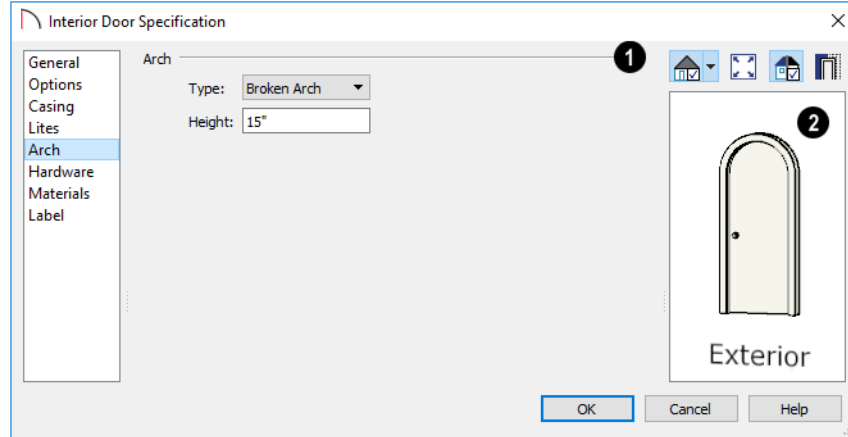 Interior Door Specification
General
Options
Casing
Lites
Arch
Hardware
Materials
Label
Arch
Type: Broken Arch
Height: 15"
1
2
Exterior
OK Cancel Help